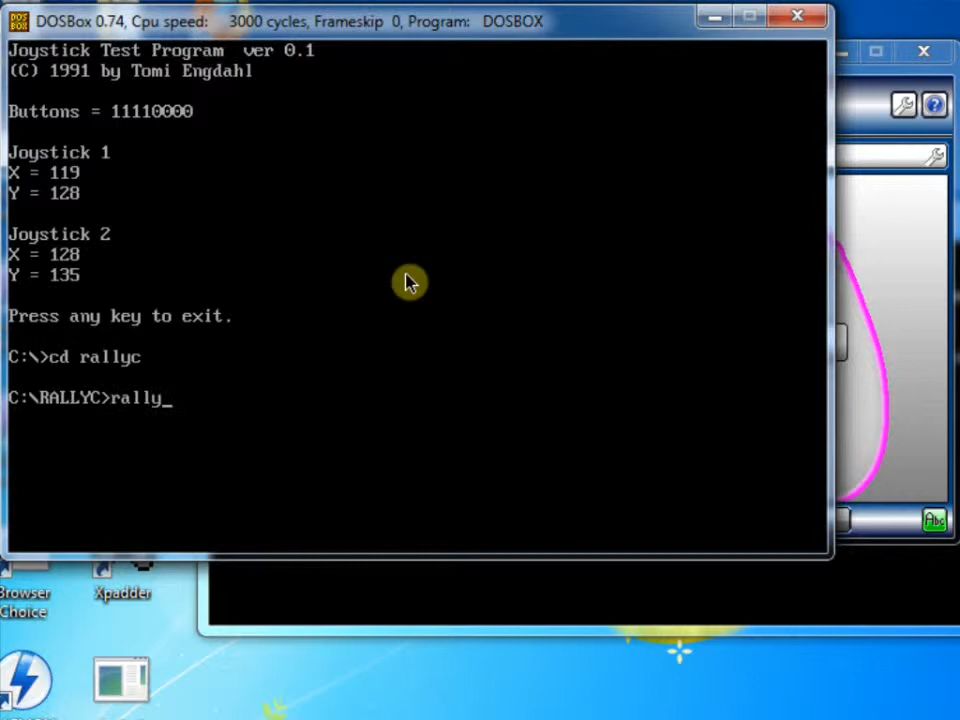 DOSBox 0.74, Cpu speed: 3000 cycles, Frameskip 0, Program: DOSBOX
Joystick Test Program ver 0.1
(C) 1991 by Tomi Engdahl
Buttons = 11110000
Joystick 1
X = 119
Y = 128
Joystick 2
X = 128
Y = 135
Press any key to exit.
C:\>cd rallyc
C:\RALLYC>rally_
Abc
Browser
Choice
Xpadder